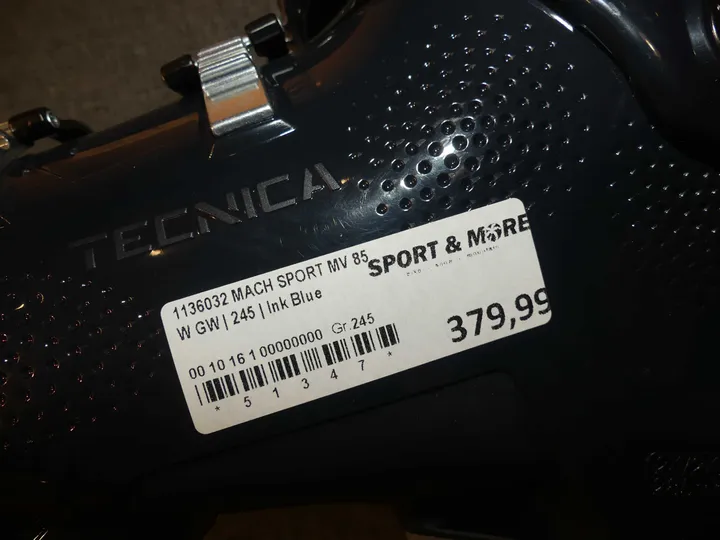 TECNICA
1136032 MACH SPORT MV 85
W GW | 245 | Ink Blue
SPORT & MORE
00 10 16 1 00000000 Gr.245
379,99
* 5 1 3 4 7 *